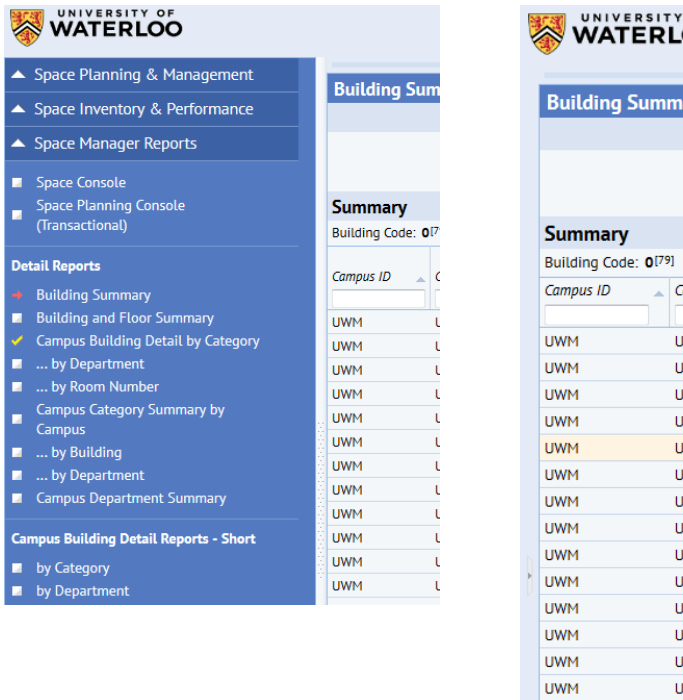 UNIVERSITY OF
WATERLOO
Space Planning & Management
Space Inventory & Performance
Space Manager Reports
Space Console
Space Planning Console
(Transactional)
Detail Reports
Building Summary
Building and Floor Summary
Campus Building Detail by Category
... by Department
... by Room Number
Campus Category Summary by
Campus
... by Building
... by Department
Campus Department Summary
Campus Building Detail Reports - Short
by Category
by Department
Building Sum
Summary
Building Code: 0[7
Campus ID C
UWM U
UWM U
UWM U
UWM U
UWM U
UWM U
UWM U
UWM U
UWM U
UWM U
UWM U
UWM U
UNIVERSITY
WATERL
Building Summ
Summary
Building Code: 0[79]
Campus ID C
UWM U
UWM U
UWM U
UWM U
UWM U
UWM U
UWM U
UWM U
UWM U
UWM U
UWM U
UWM U
UWM U
UWM U